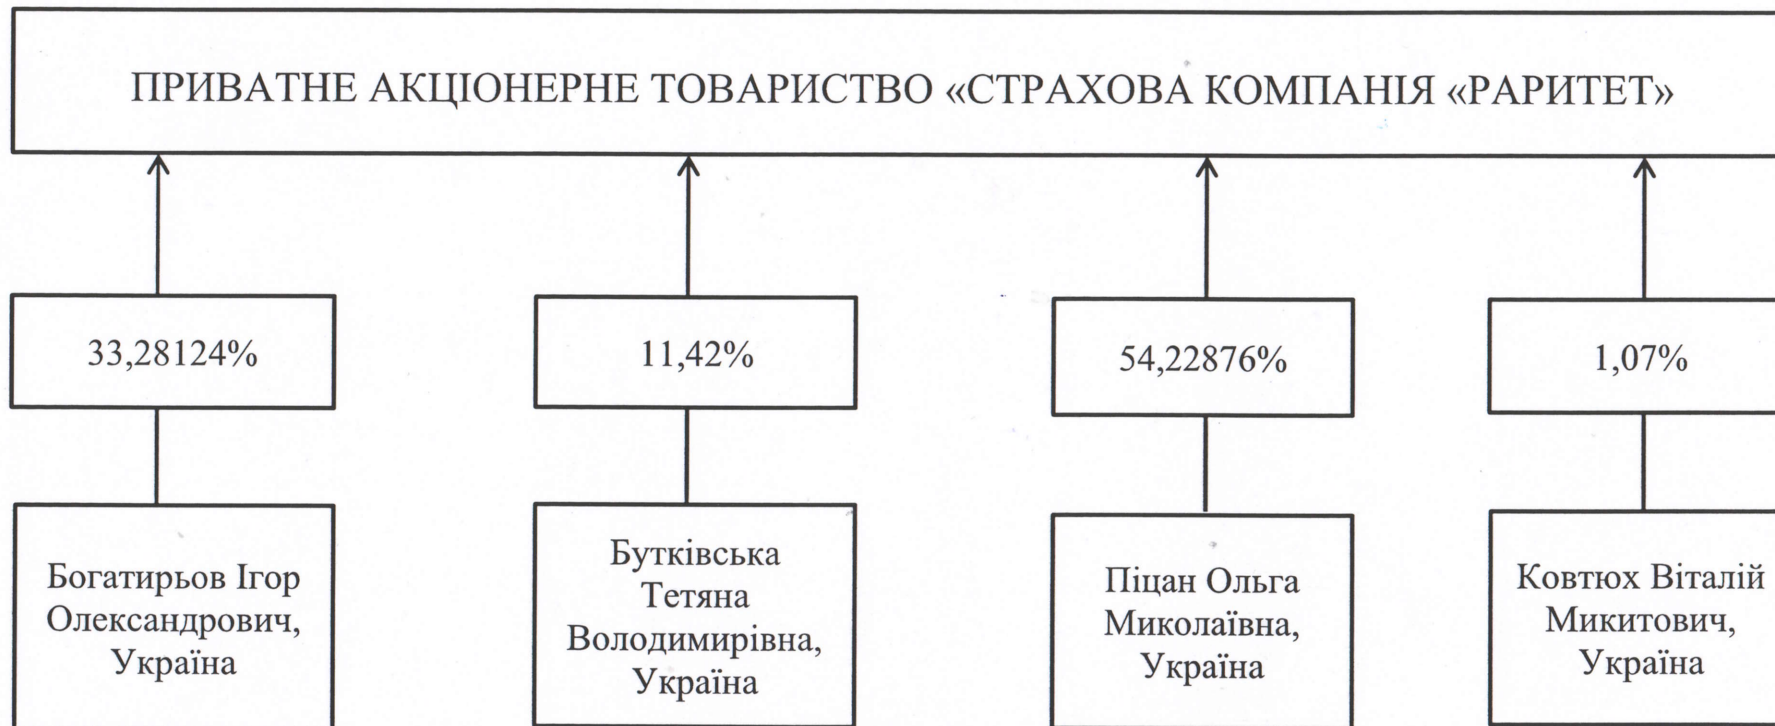 ПРИВАТНЕ АКЦІОНЕРНЕ ТОВАРИСТВО «СТРАХОВА КОМПАНІЯ «РАРИТЕТ»
33,28124%
11,42%
54,22876%
1,07%
Богатирьов Ігор
Олександрович,
Україна
Бутківська
Тетяна
Володимирівна,
Україна
Піцан Ольга
Миколаївна,
Україна
Ковтюх Віталій
Микитович,
Україна